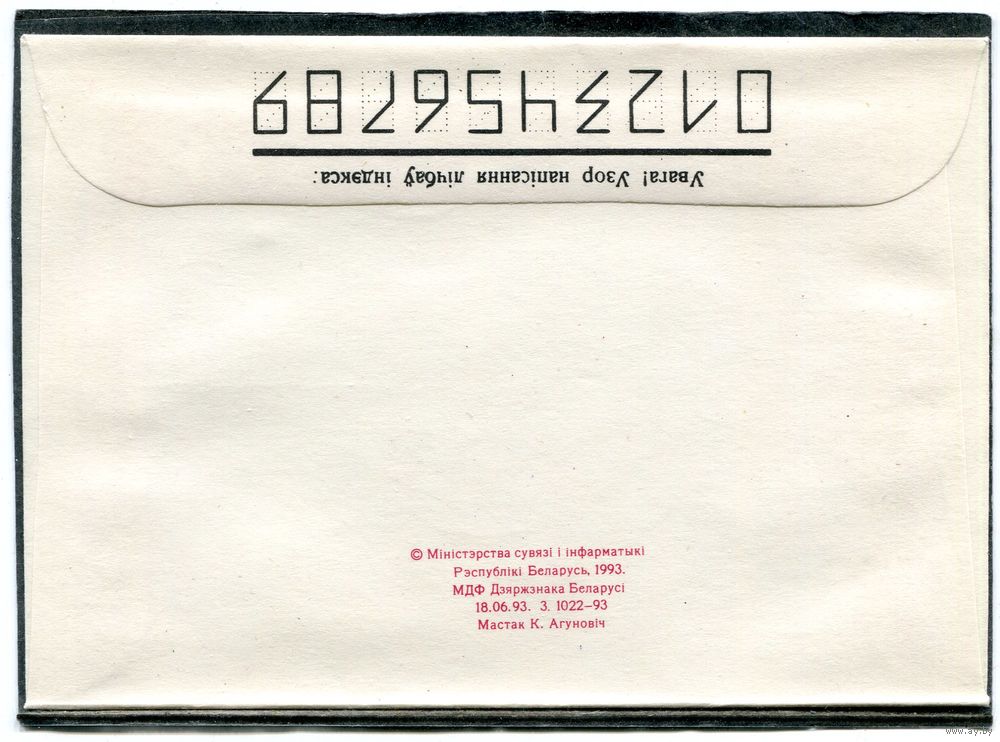 Увага! Узор напісання лічбаў індэкса:
0123456789
© Міністэрства сувязі і інфарматыкі
Рэспублікі Беларусь, 1993.
МДФ Дзяржзнака Беларусі
18.06.93. З. 1022–93
Мастак К. Агуновіч
www.ay.by